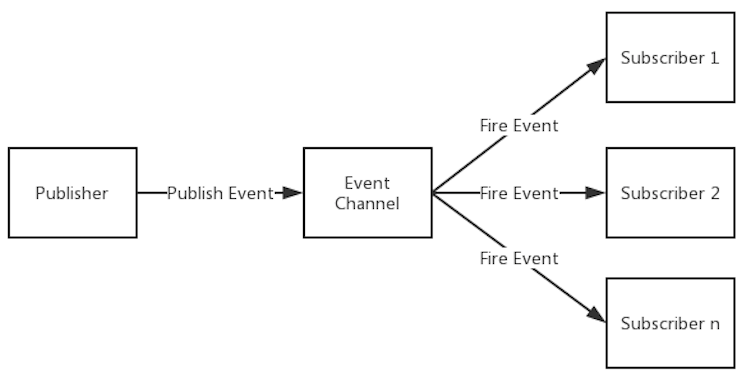 Publisher
Publish Event
Event
Channel
Fire Event
Subscriber 1
Fire Event
Subscriber 2
Fire Event
Subscriber n